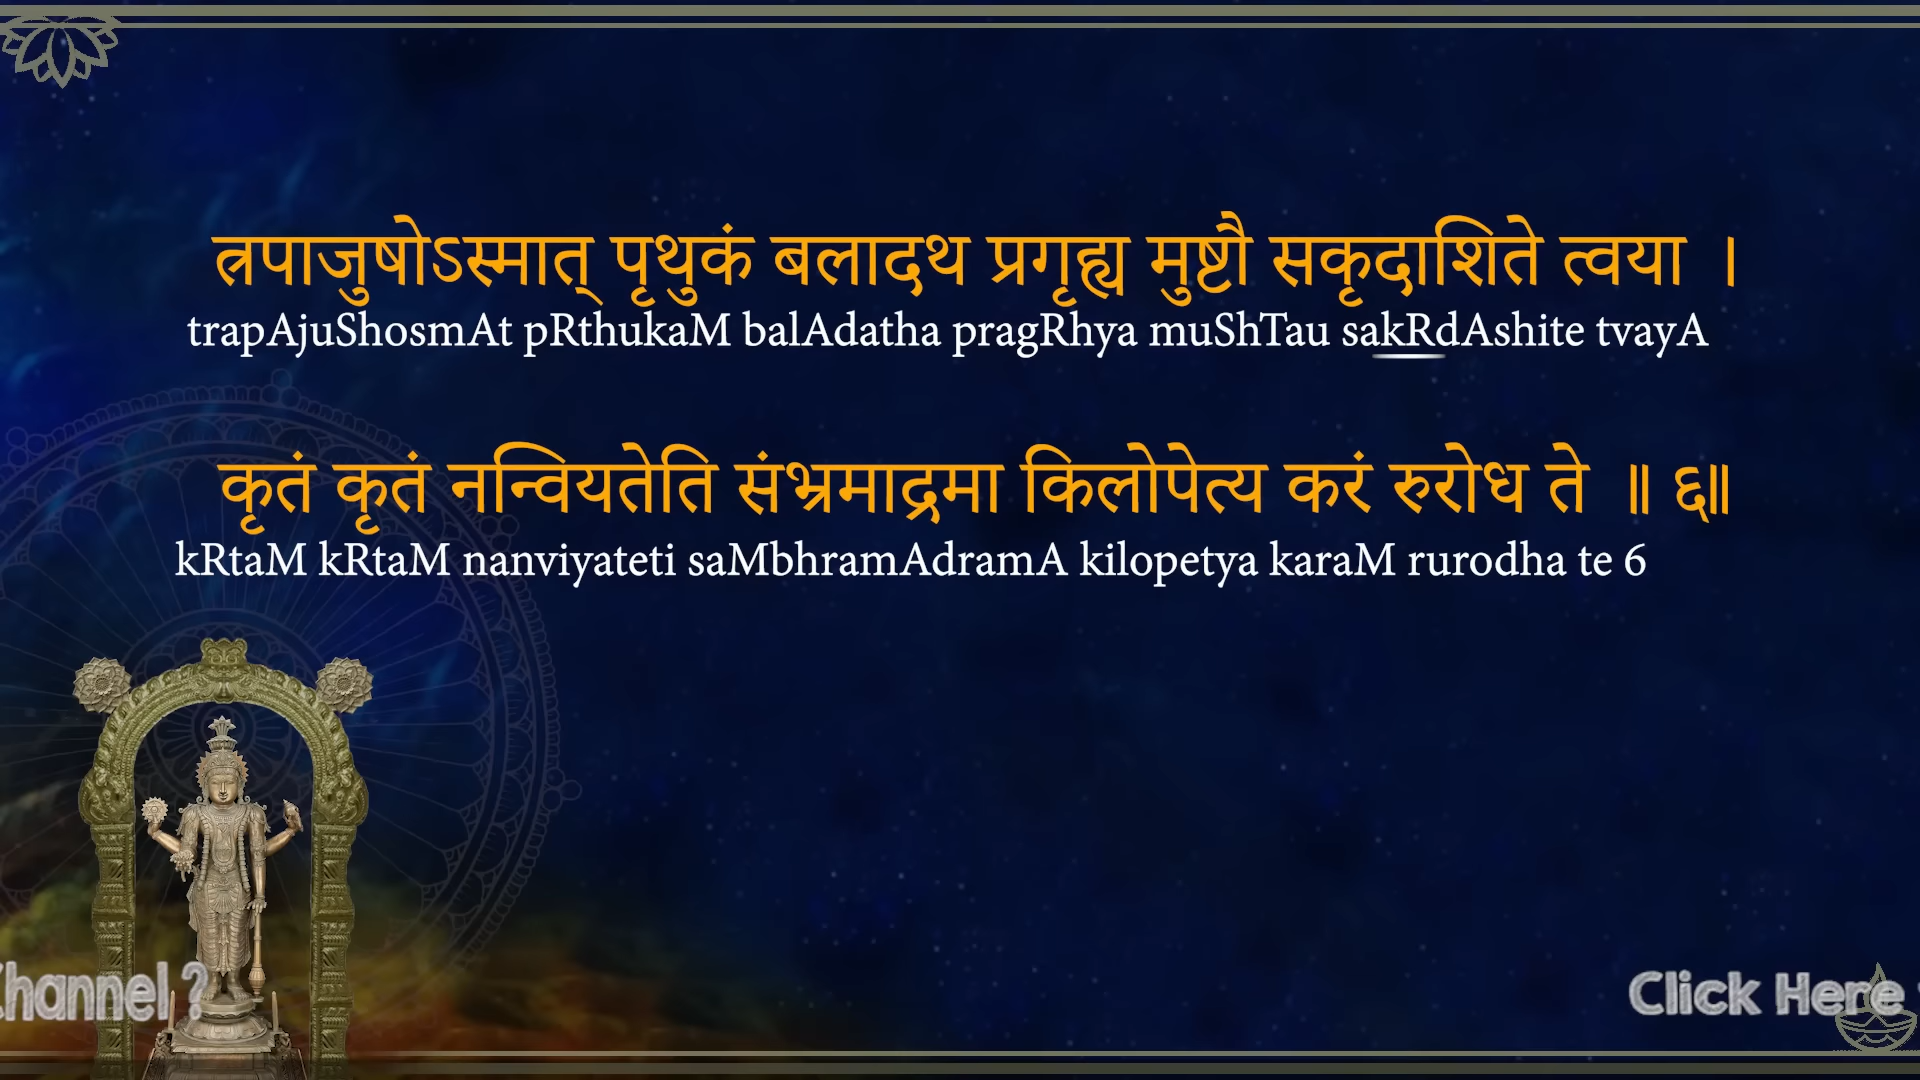 त्रपाजुषोऽस्मात् पृथुकं बलादथ प्रगृह्य मुष्टौ सकृदाशिते त्वया ।
trapAjuShosmAt pRthukaM balAdatha pragRhya muShTau sakRdAshite tvayA
कृतं कृतं नन्वियतेति संभ्रमाद्रमा किलोपेत्य करं रुरोध ते ॥ ६॥
kRtaM kRtaM nanviyateti saMbhramAdramA kilopetya karaM rurodha te 6
Channel ? Click Here